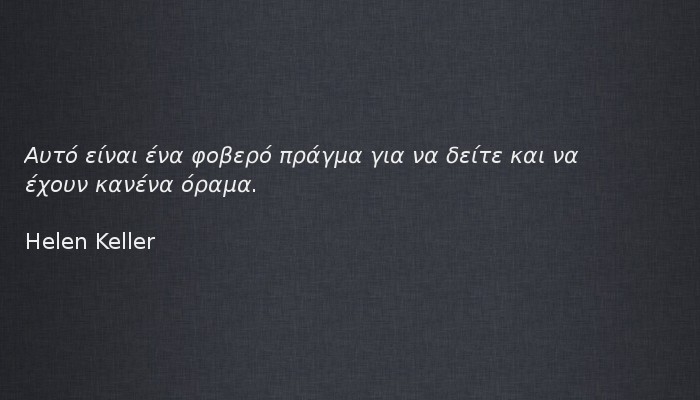 Αυτό είναι ένα φοβερό πράγμα για να δείτε και να
έχουν κανένα όραμα.
Helen Keller